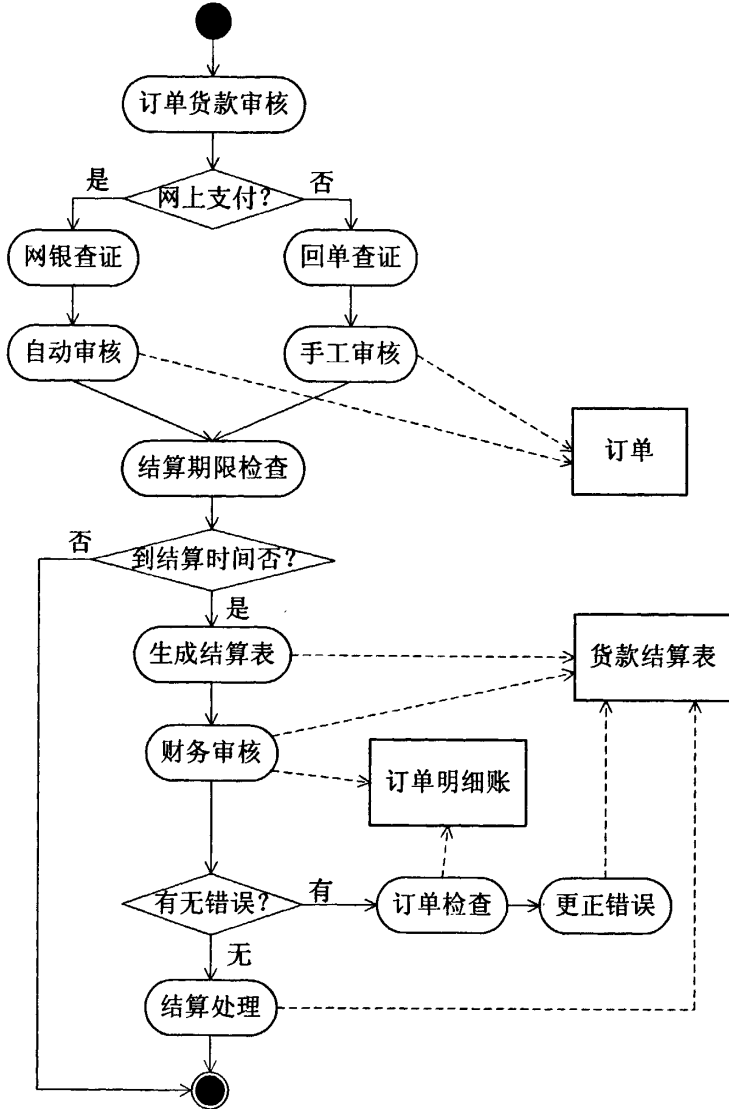 订单货款审核
是
网上支付?
否
网银查证
回单查证
自动审核
手工审核
订单
结算期限检查
否
到结算时间否?
是
生成结算表
货款结算表
财务审核
订单明细账
有无错误?
有
订单检查
更正错误
无
结算处理